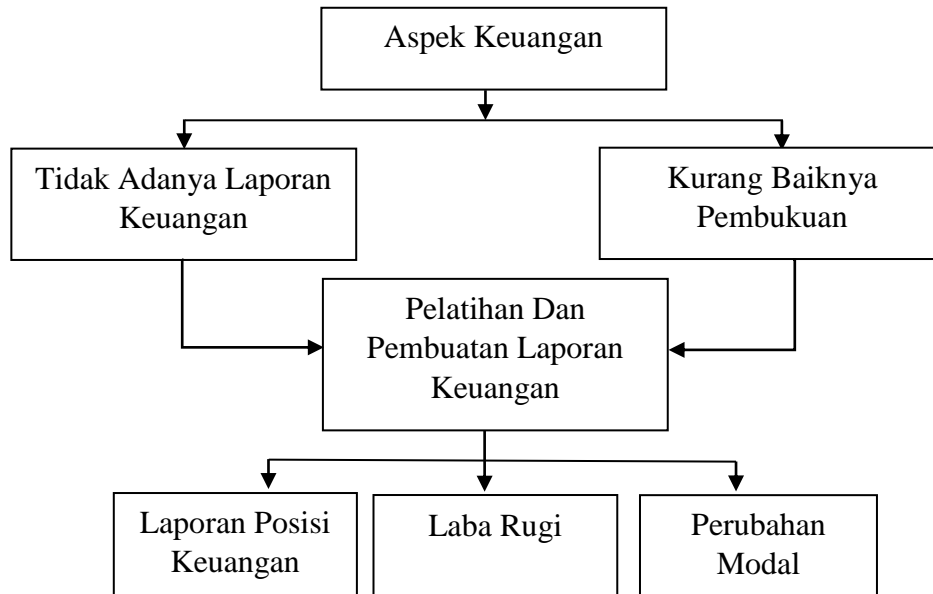 Aspek Keuangan
Tidak Adanya Laporan
Keuangan
Kurang Baiknya
Pembukuan
Pelatihan Dan
Pembuatan Laporan
Keuangan
Laporan Posisi
Keuangan
Laba Rugi
Perubahan
Modal